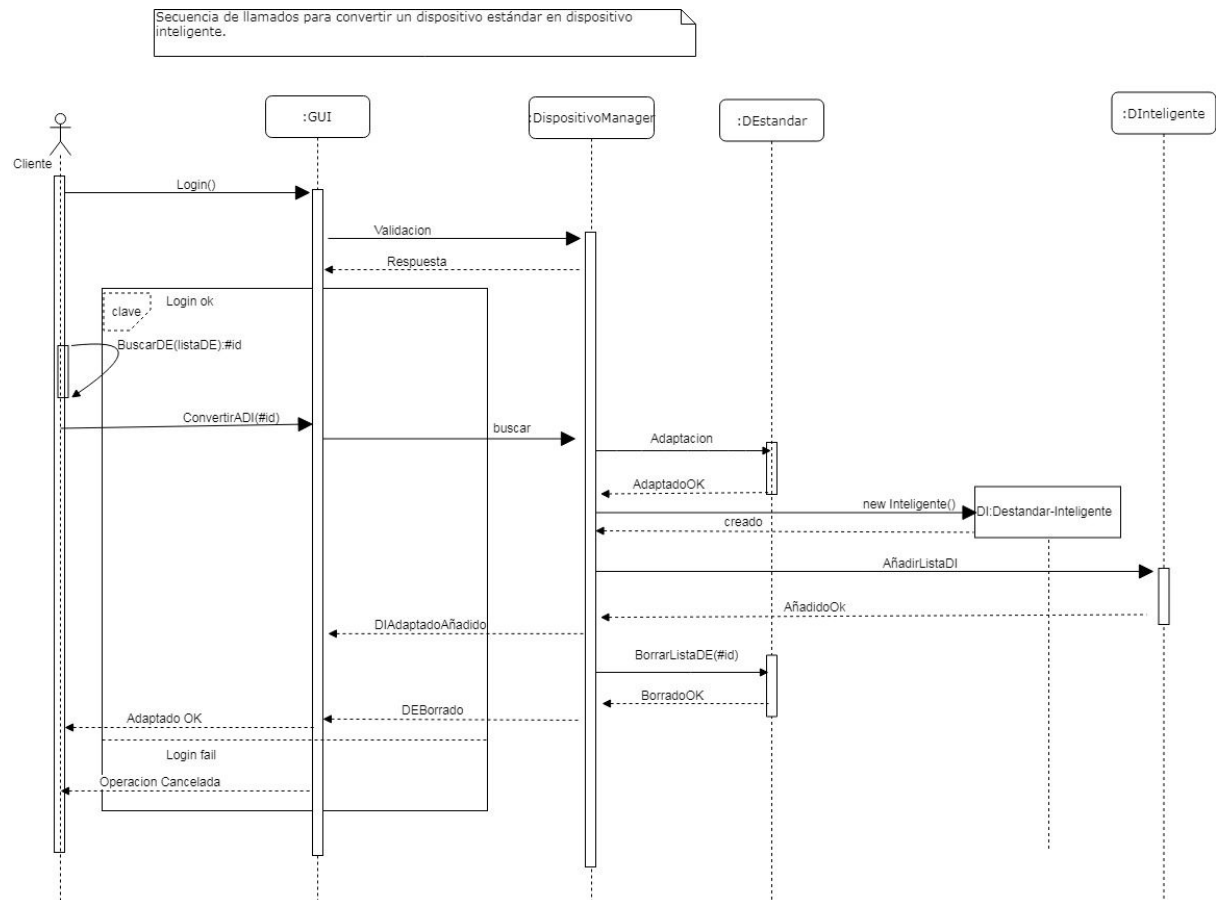 Secuencia de llamados para convertir un dispositivo estándar en dispositivo
inteligente.
:GUI
:DispositivoManager
:DEstandar
:DInteligente
Cliente
Login()
Validacion
Respuesta
clave
Login ok
BuscarDE(listaDE):#id
ConvertirADI(#id)
buscar
Adaptacion
AdaptadoOK
new Inteligente()
DI:Destandar-Inteligente
creado
AñadirListaDI
AñadidoOk
DIAdaptadoAñadido
BorrarListaDE(#id)
BorradoOK
DEBorrado
Adaptado OK
Login fail
Operacion Cancelada